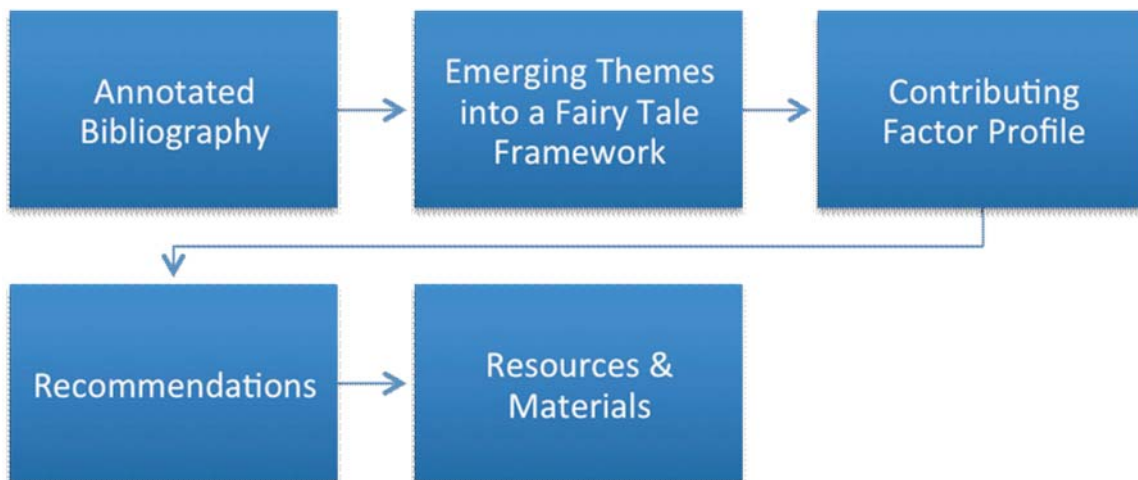 Annotated
Bibliography
Emerging Themes
into a Fairy Tale
Framework
Contributing
Factor Profile
Recommendations
Resources &
Materials